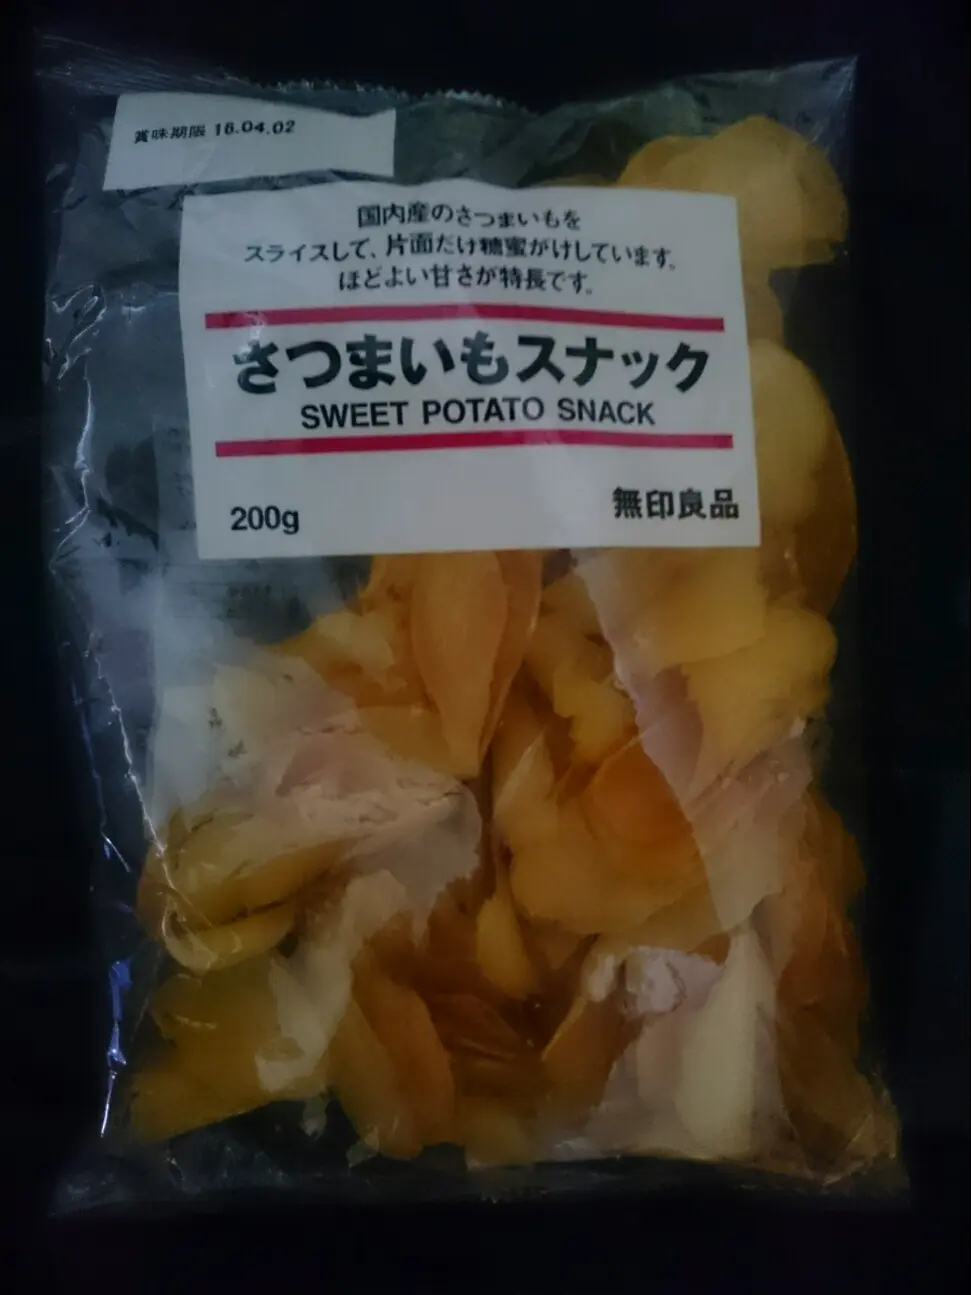 賞味期限 16.04.02
国内産のさつまいもを
スライスして、片面だけ糖蜜がけしています。
ほどよい甘さが特長です。
さつまいもスナック
SWEET POTATO SNACK
200g
無印良品